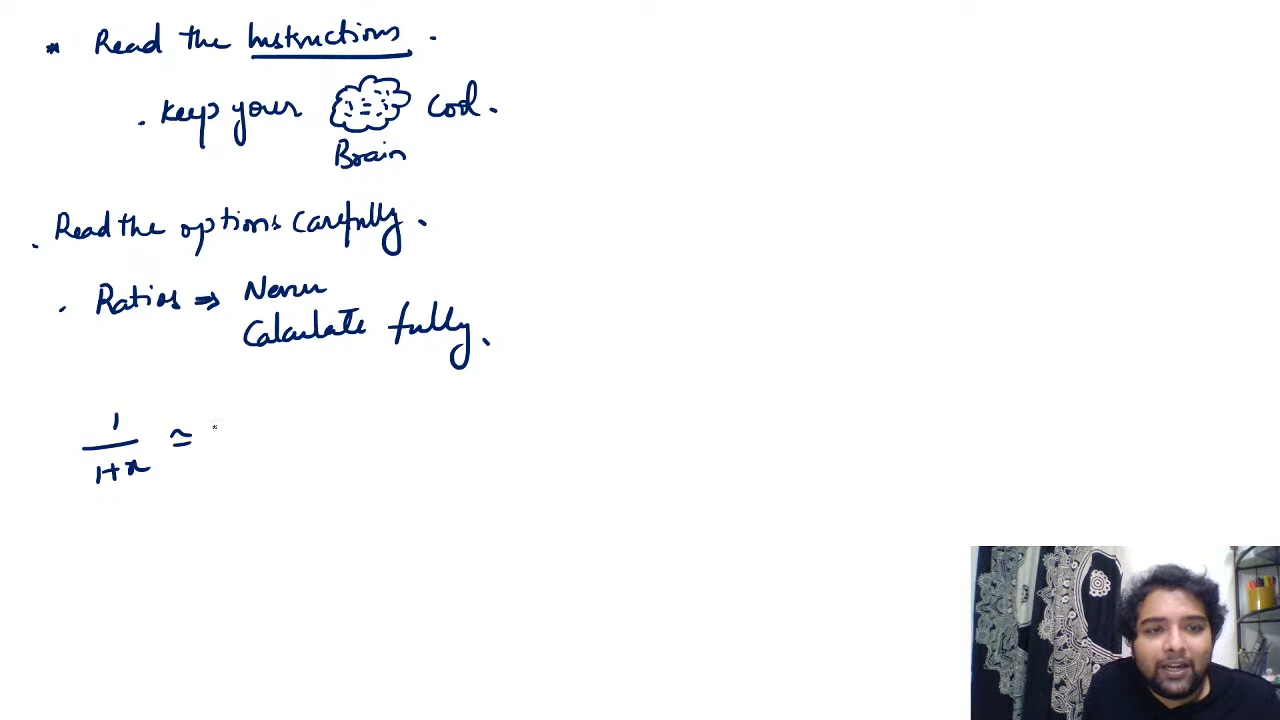 * Read the Instructions .
. Keep your cool .
Brain
. Read the options carefully .
. Ratios ⇒ Never
Calculate fully .
1
1+x ≃